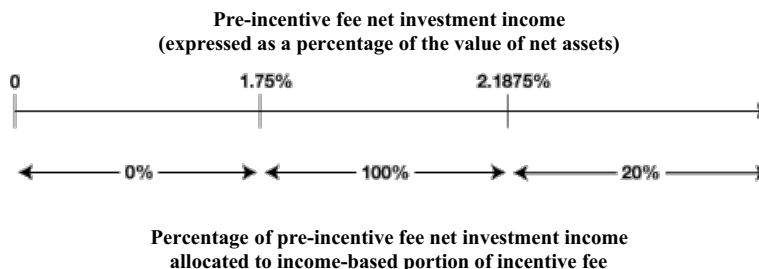 Pre-incentive fee net investment income
(expressed as a percentage of the value of net assets)
0 1.75% 2.1875%
0% 100% 20%
Percentage of pre-incentive fee net investment income
allocated to income-based portion of incentive fee